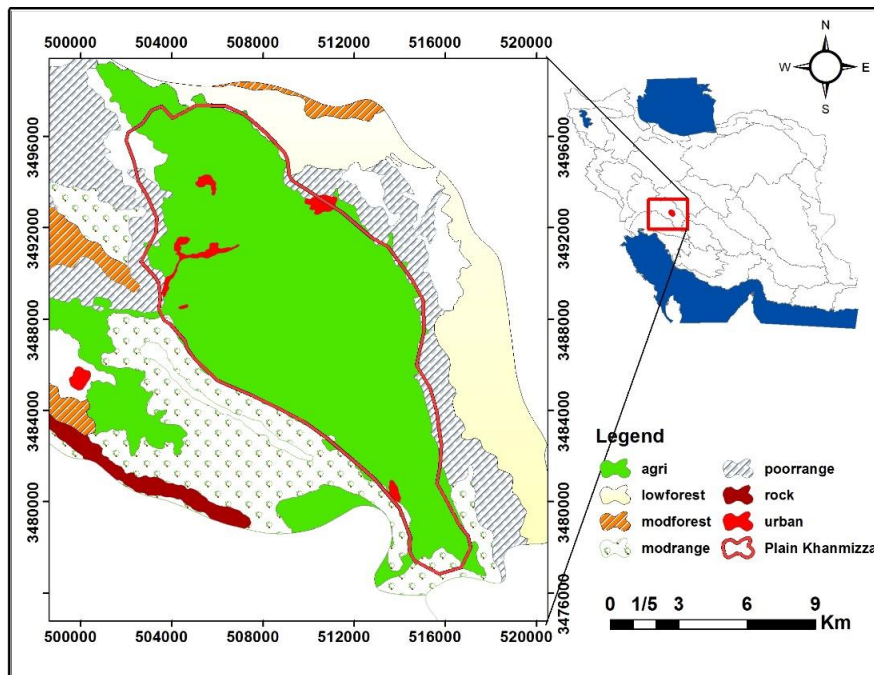 500000 504000 508000 512000 516000 520000
3496000
3492000
3488000
3484000
3480000
3476000
500000 504000 508000 512000 516000 520000
N
W E
S
3496000
3492000
3488000
3484000
3480000
3476000
Legend
agri poorrange
lowforest rock
modforest urban
modrange Plain Khanmizza
0 1/5 3 6 9
Km